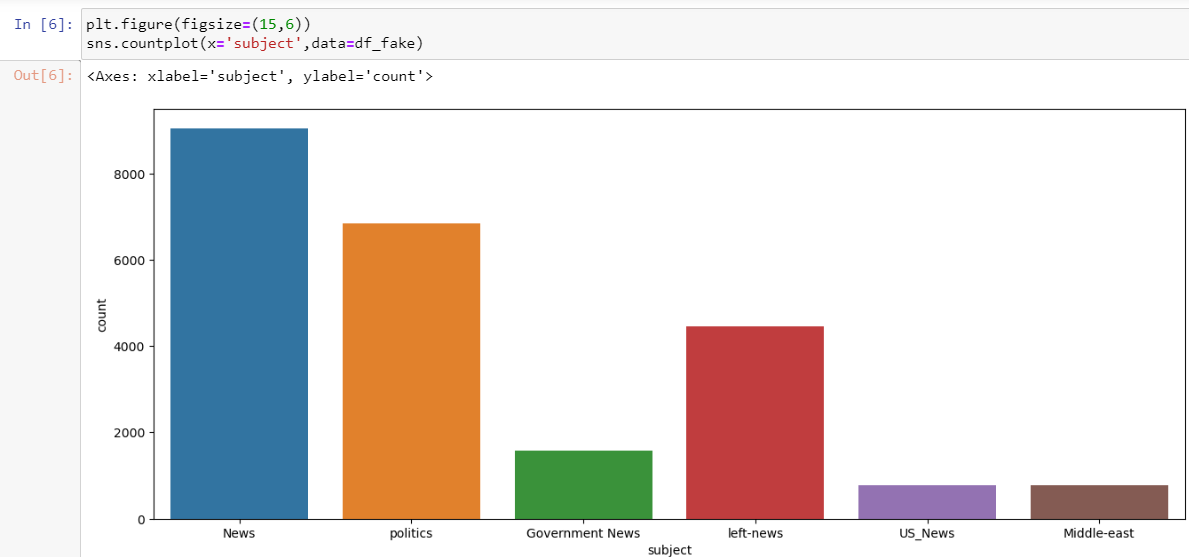 In [6]: plt.figure(figsize=(15,6))
sns.countplot(x='subject',data=df_fake)
Out[6]: <Axes: xlabel='subject', ylabel='count'>
8000
6000
4000
2000
0
count
News politics Government News left-news US_News Middle-east
subject